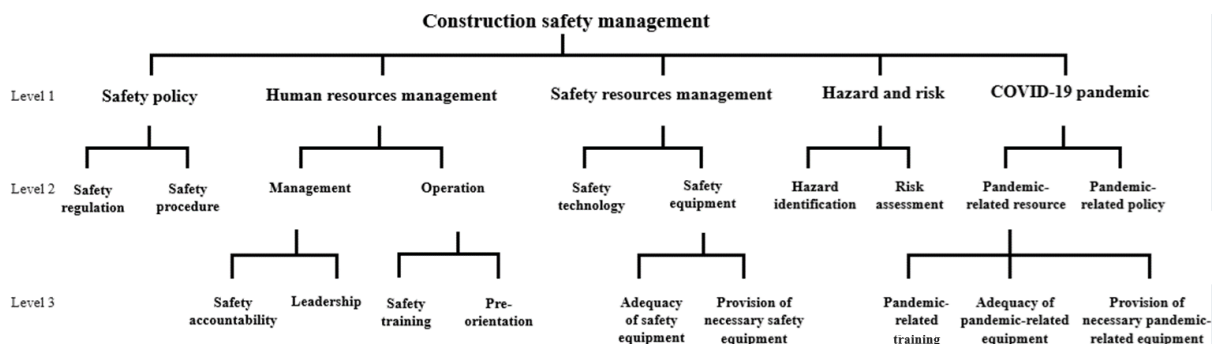 Construction safety management
Level 1
Safety policy
Human resources management
Safety resources management
Hazard and risk
COVID-19 pandemic
Level 2
Safety
regulation
Safety
procedure
Management
Operation
Safety
technology
Safety
equipment
Hazard
identification
Risk
assessment
Pandemic-
related resource
Pandemic-
related policy
Level 3
Safety
accountability
Leadership
Safety
training
Pre-
orientation
Adequacy
of safety
equipment
Provision of
necessary safety
equipment
Pandemic-
related
training
Adequacy of
pandemic-related
equipment
Provision of
necessary pandemic-
related equipment